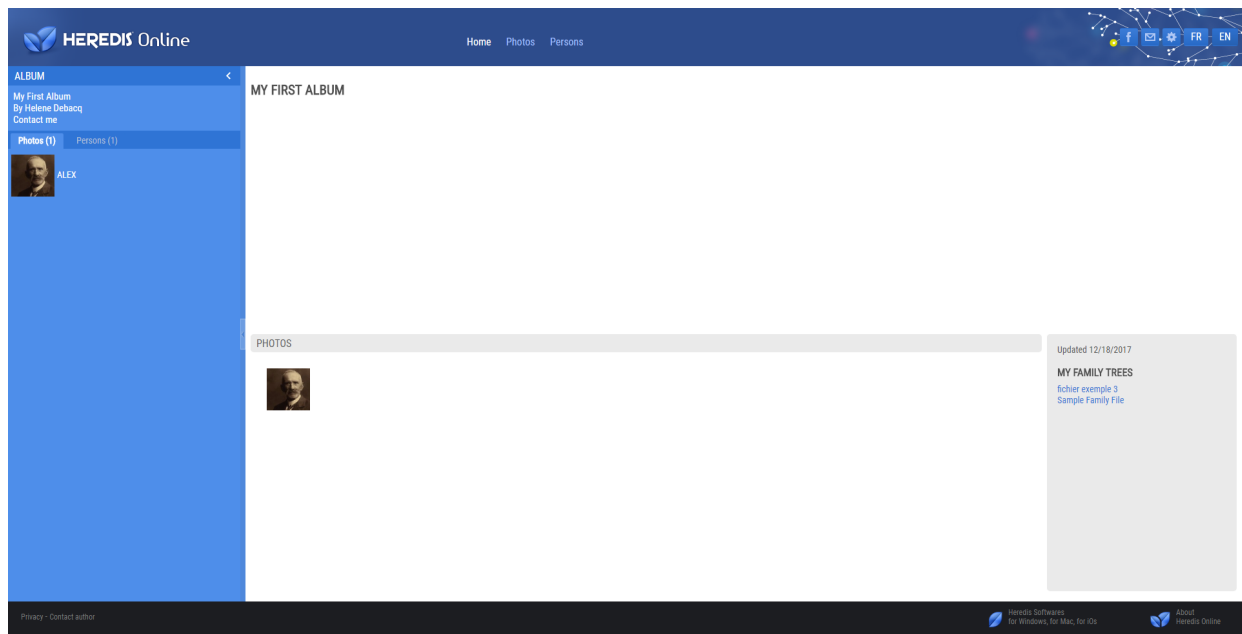 HEREDIS Online
Home Photos Persons
f FR EN
ALBUM
My First Album
By Helene Debacq
Contact me
Photos (1) Persons (1)
ALEX
MY FIRST ALBUM
PHOTOS
Updated 12/18/2017
MY FAMILY TREES
fichier exemple 3
Sample Family File
Privacy - Contact author
Heredis Softwares
for Windows, for Mac, for iOs
About
Heredis Online